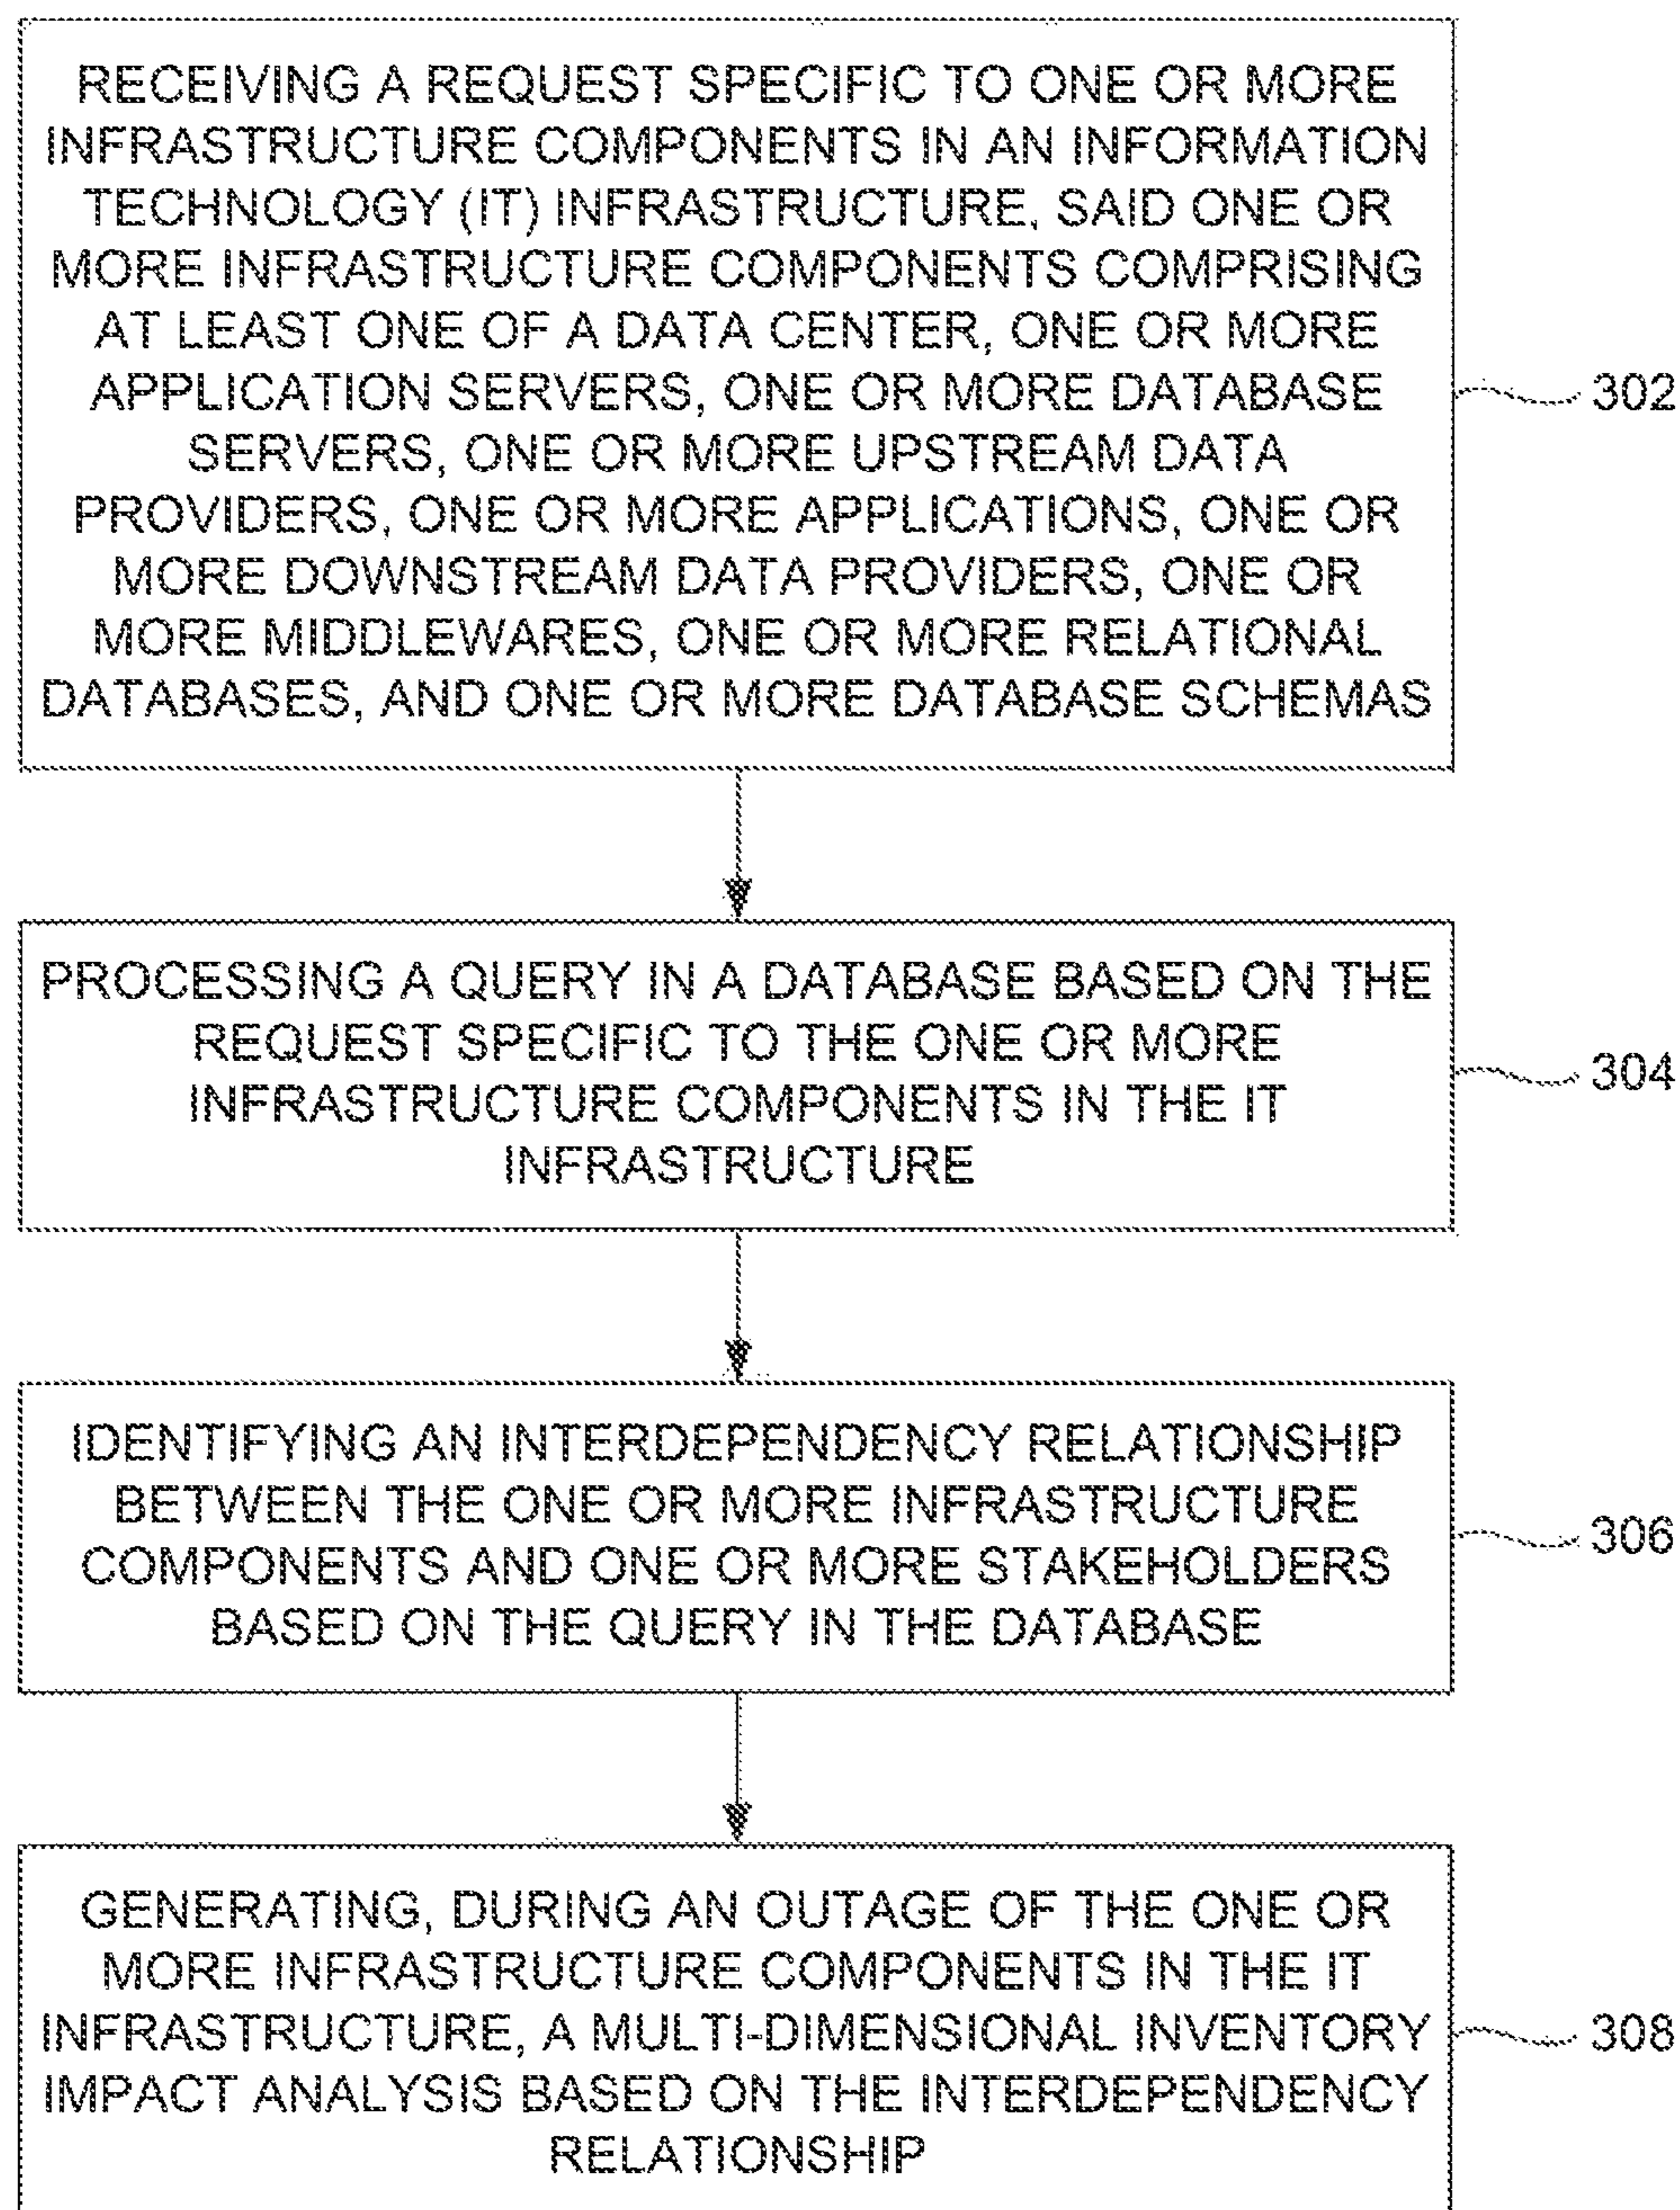 RECEIVING A REQUEST SPECIFIC TO ONE OR MORE
INFRASTRUCTURE COMPONENTS IN AN INFORMATION
TECHNOLOGY (IT) INFRASTRUCTURE, SAID ONE OR
MORE INFRASTRUCTURE COMPONENTS COMPRISING
AT LEAST ONE OF A DATA CENTER, ONE OR MORE
APPLICATION SERVERS, ONE OR MORE DATABASE
SERVERS, ONE OR MORE UPSTREAM DATA
PROVIDERS, ONE OR MORE APPLICATIONS, ONE OR
MORE DOWNSTREAM DATA PROVIDERS, ONE OR
MORE MIDDLEWARES, ONE OR MORE RELATIONAL
DATABASES, AND ONE OR MORE DATABASE SCHEMAS
302
PROCESSING A QUERY IN A DATABASE BASED ON THE
REQUEST SPECIFIC TO THE ONE OR MORE
INFRASTRUCTURE COMPONENTS IN THE IT
INFRASTRUCTURE
304
IDENTIFYING AN INTERDEPENDENCY RELATIONSHIP
BETWEEN THE ONE OR MORE INFRASTRUCTURE
COMPONENTS AND ONE OR MORE STAKEHOLDERS
BASED ON THE QUERY IN THE DATABASE
306
GENERATING, DURING AN OUTAGE OF THE ONE OR
MORE INFRASTRUCTURE COMPONENTS IN THE IT
INFRASTRUCTURE, A MULTI-DIMENSIONAL INVENTORY
IMPACT ANALYSIS BASED ON THE INTERDEPENDENCY
RELATIONSHIP
308